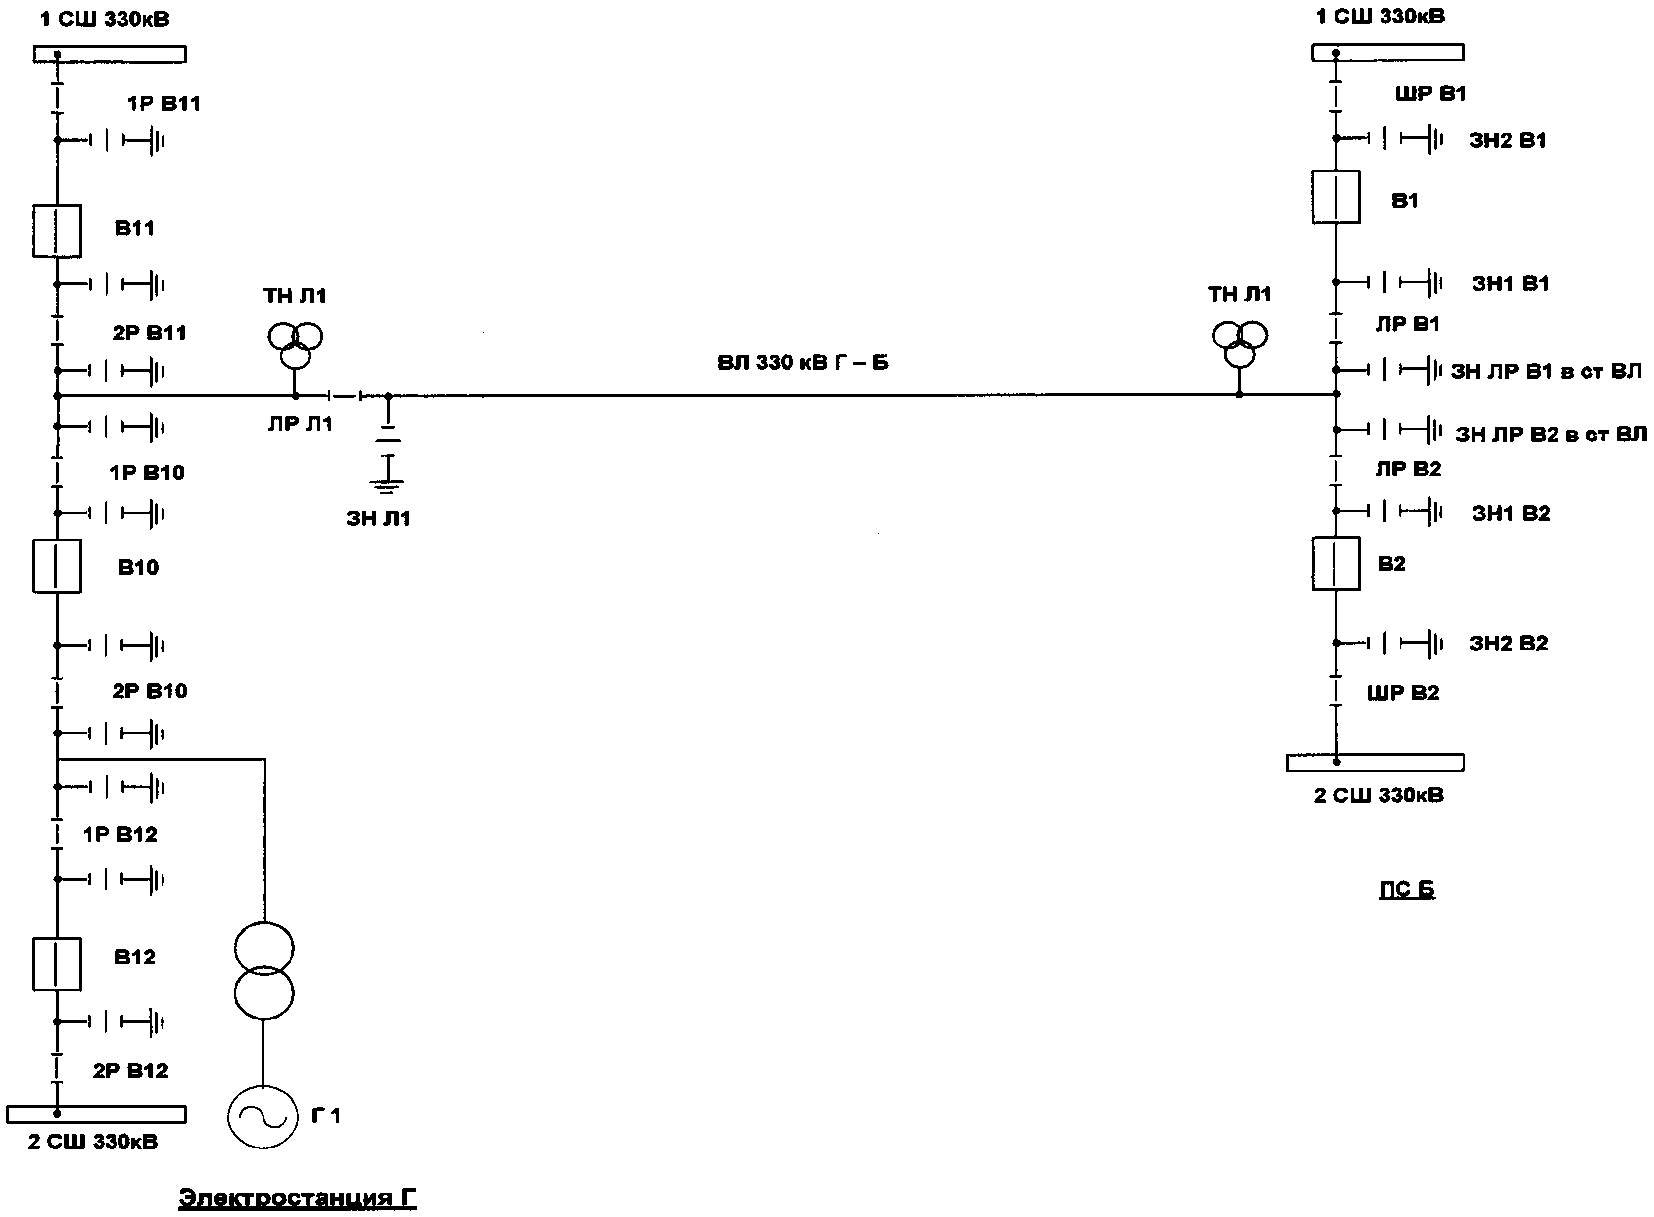 1 СШ 330кВ
1Р В11
В11
2Р В11
ТН Л1
ЛР Л1
ЗН Л1
1Р В10
В10
2Р В10
1Р В12
В12
2Р В12
2 СШ 330кВ
Г 1
Электростанция Г
ВЛ 330 кВ Г – Б
1 СШ 330кВ
ШР В1
ЗН2 В1
В1
ЗН1 В1
ТН Л1
ЛР В1
ЗН ЛР В1 в ст ВЛ
ЗН ЛР В2 в ст ВЛ
ЛР В2
ЗН1 В2
В2
ЗН2 В2
ШР В2
2 СШ 330кВ
ПС Б